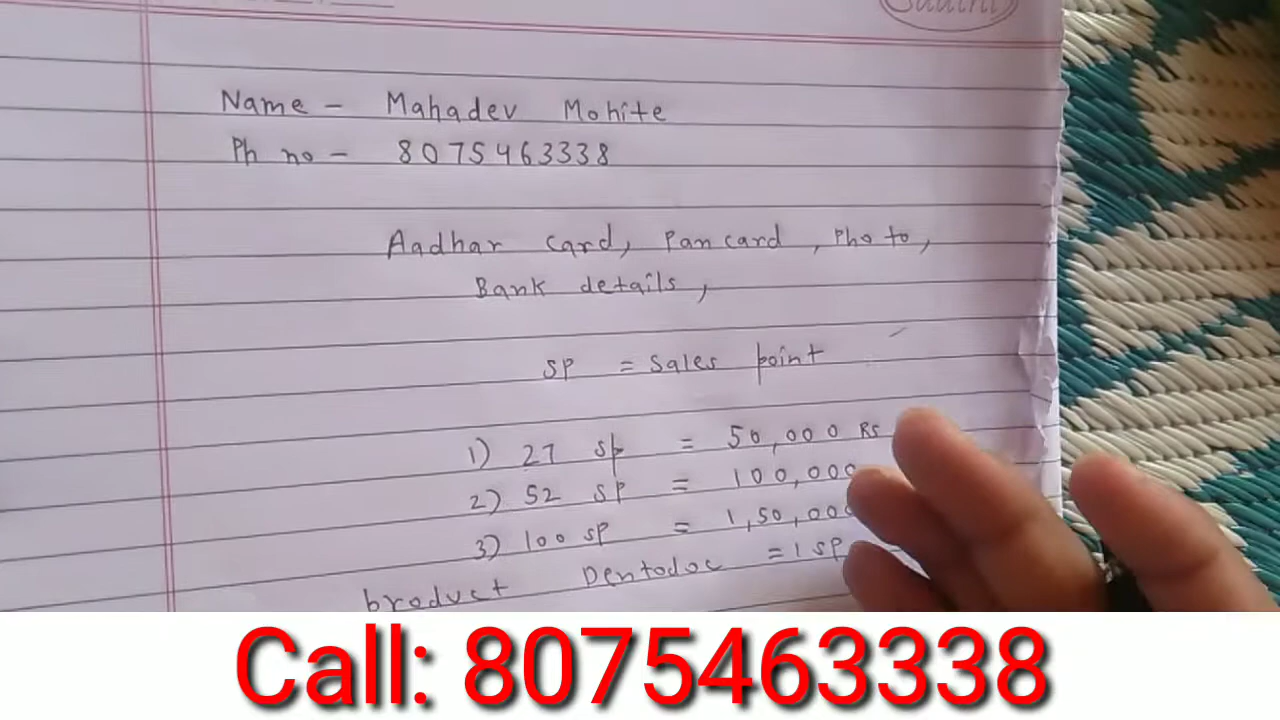 Name - Mahadev Mohite
Ph no - 8075463338
Aadhar card, Pan card, Photo,
Bank details,
SP = Sales point
1) 27 sp = 50,000 RS
2) 52 sp = 100,000
3) 100 sp = 1,50,000
product Dentodoc = 1 SP
Call: 8075463338